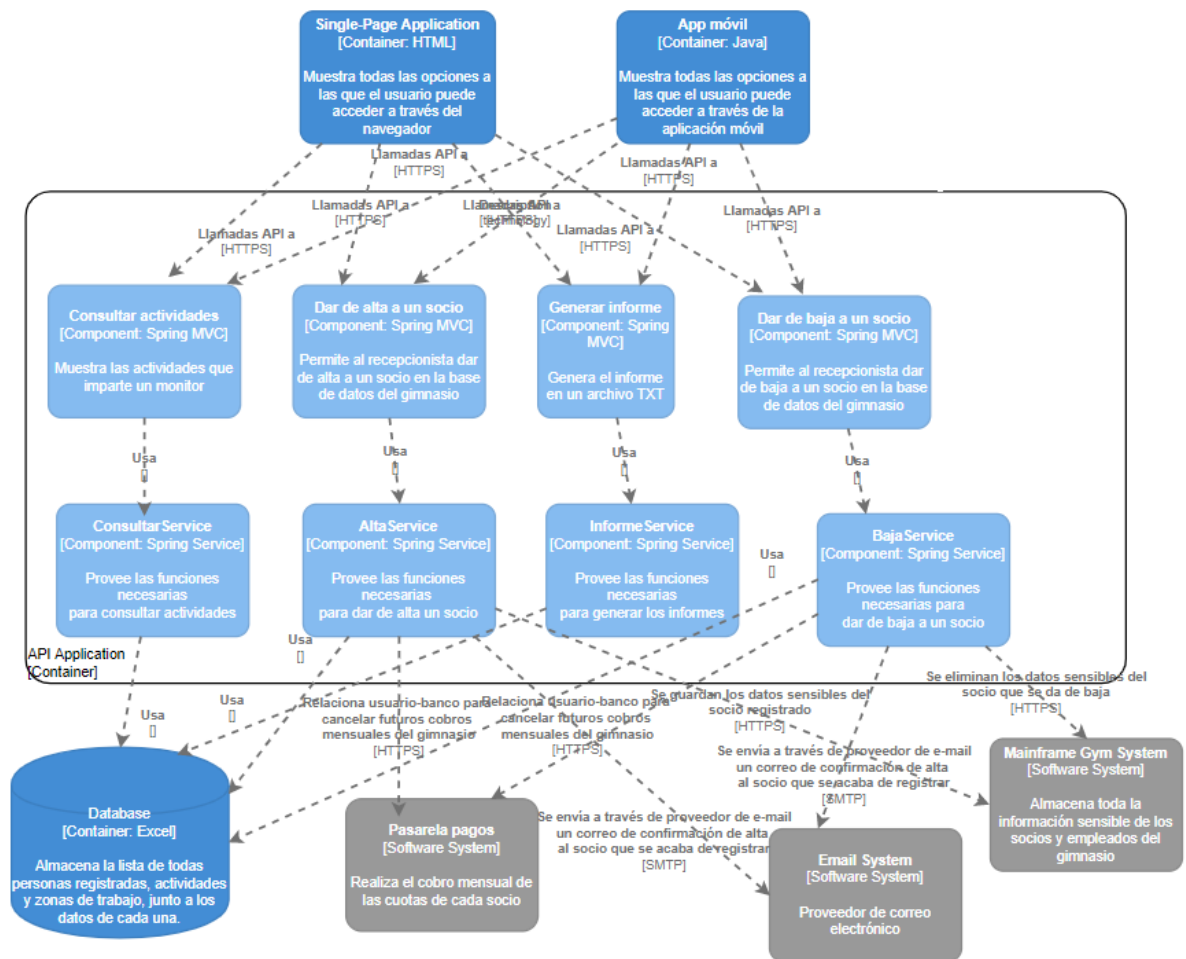 Single-Page Application
[Container: HTML]
Muestra todas las opciones a
las que el usuario puede
acceder a través del
navegador
App móvil
[Container: Java]
Muestra todas las opciones a
las que el usuario puede
acceder a través de la
aplicación móvil
Llamadas API a
[HTTPS]
Llamadas API a
[HTTPS]
Llamadas API a
[HTTPS]
Llamadas API a
[HTTPS]
Description
[technology]
Llamadas API a
[HTTPS]
Llamadas API a
[HTTPS]
Llamadas API a
[HTTPS]
Consultar actividades
[Component: Spring MVC]
Muestra las actividades que
imparte un monitor
Dar de alta a un socio
[Component: Spring MVC]
Permite al recepcionista dar
de alta a un socio en la base
de datos del gimnasio
Generar informe
[Component: Spring
MVC]
Genera el informe
en un archivo TXT
Dar de baja a un socio
[Component: Spring MVC]
Permite al recepcionista dar
de baja a un socio en la base
de datos del gimnasio
Usa
[]
Usa
[]
Usa
[]
Usa
[]
ConsultarService
[Component: Spring Service]
Provee las funciones
necesarias
para consultar actividades
AltaService
[Component: Spring Service]
Provee las funciones
necesarias
para dar de alta un socio
InformeService
[Component: Spring Service]
Provee las funciones
necesarias
para generar los informes
BajaService
[Component: Spring Service]
Provee las funciones
necesarias para
dar de baja a un socio
Usa
[]
Usa
[]
API Application
[Container]
Usa
[]
Usa
[]
Relaciona usuario-banco para
cancelar futuros cobros
mensuales del gimnasio
[HTTPS]
Relaciona usuario-banco para
cancelar futuros cobros
mensuales del gimnasio
[HTTPS]
Se guardan los datos sensibles del
socio registrado
[HTTPS]
Se eliminan los datos sensibles del
socio que se da de baja
[HTTPS]
Se envía a través de proveedor de e-mail
un correo de confirmación de alta
al socio que se acaba de registrar
[SMTP]
Se envía a través de proveedor de e-mail
un correo de confirmación de alta
al socio que se acaba de registrar
[SMTP]
Database
[Container: Excel]
Almacena la lista de todas
personas registradas, actividades
y zonas de trabajo, junto a los
datos de cada una.
Pasarela pagos
[Software System]
Realiza el cobro mensual de
las cuotas de cada socio
Email System
[Software System]
Proveedor de correo
electrónico
Mainframe Gym System
[Software System]
Almacena toda la
información sensible de los
socios y empleados del
gimnasio